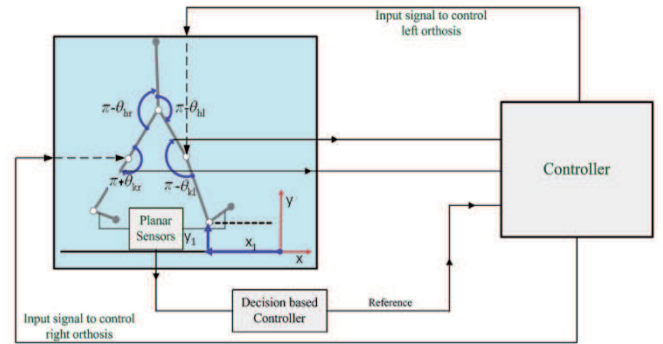 Input signal to control
left orthosis
π-θhr
π-θhl
Controller
π+θkr
π-θkl
y
Planar
Sensors
y1
x1
x
Decision based
Controller
Reference
Input signal to control
right orthosis